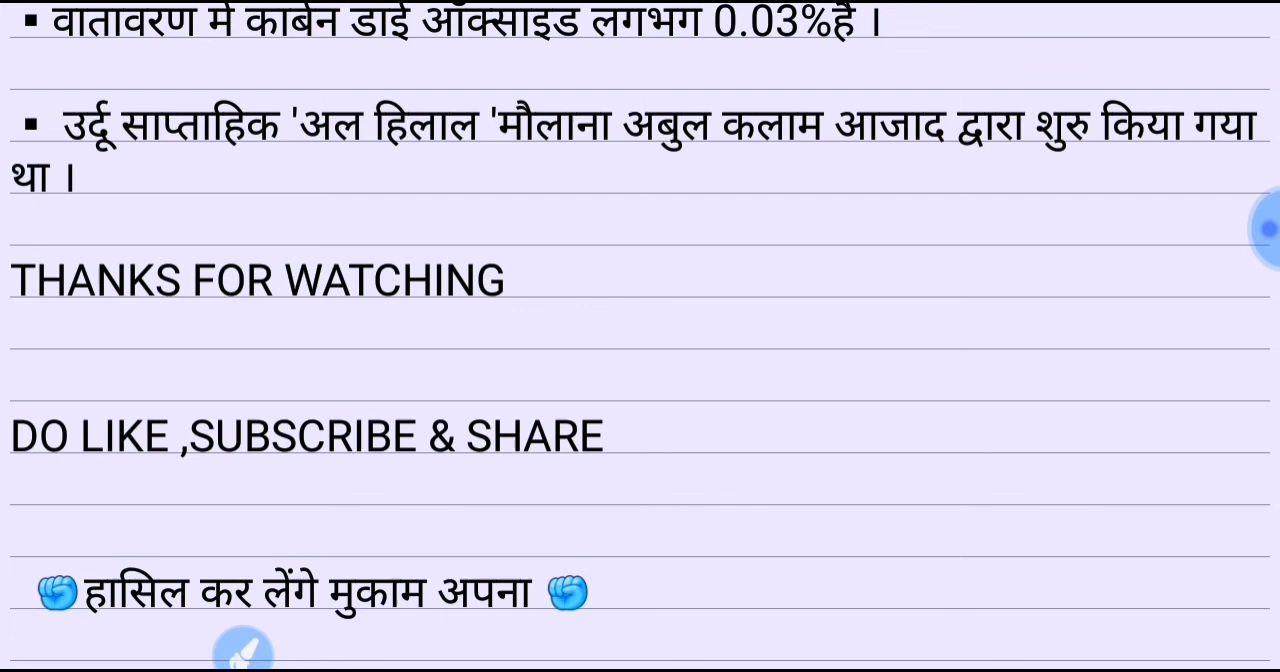 ▪ वातावरण में कार्बन डाई ऑक्साइड लगभग 0.03%है ।
▪ उर्दू साप्ताहिक 'अल हिलाल 'मौलाना अबुल कलाम आजाद द्वारा शुरु किया गया
था ।
THANKS FOR WATCHING
DO LIKE ,SUBSCRIBE & SHARE
✊हासिल कर लेंगे मुकाम अपना ✊